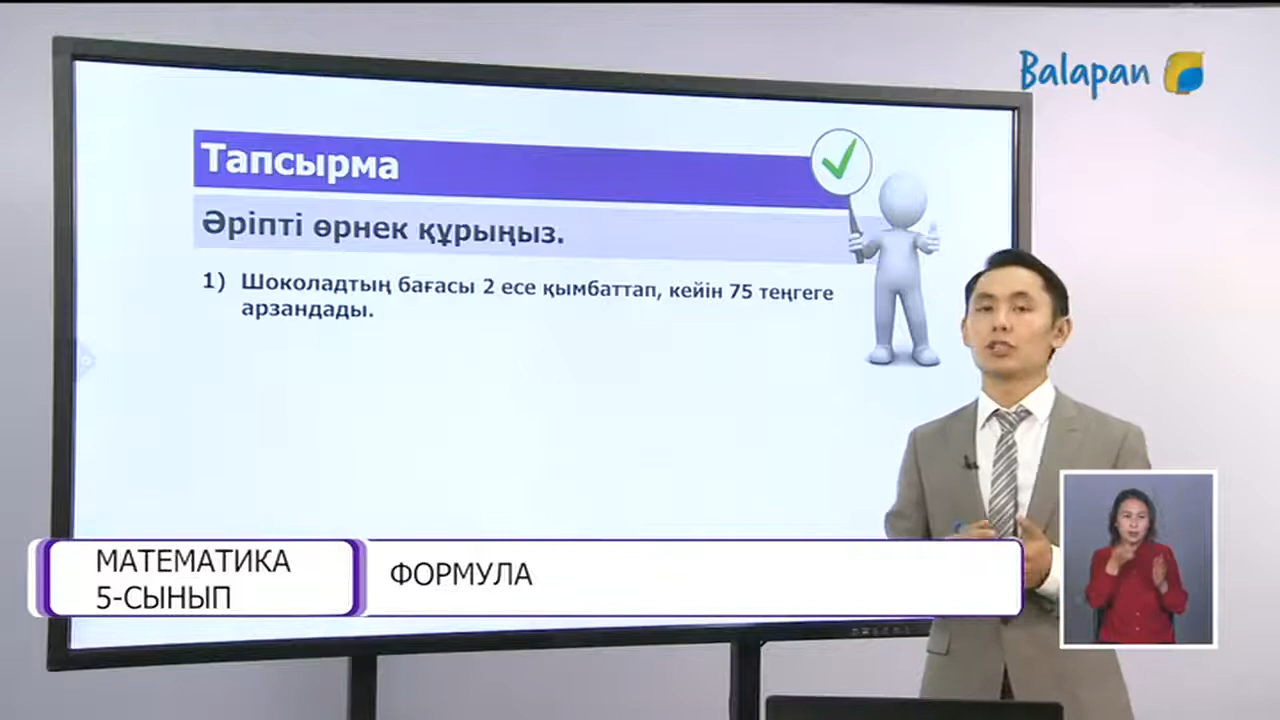 Balapan
Тапсырма
Әріпті өрнек құрыңыз.
1) Шоколадтың бағасы 2 есе қымбаттап, кейін 75 теңгеге
арзандады.
МАТЕМАТИКА
5-СЫНЫП
ФОРМУЛА